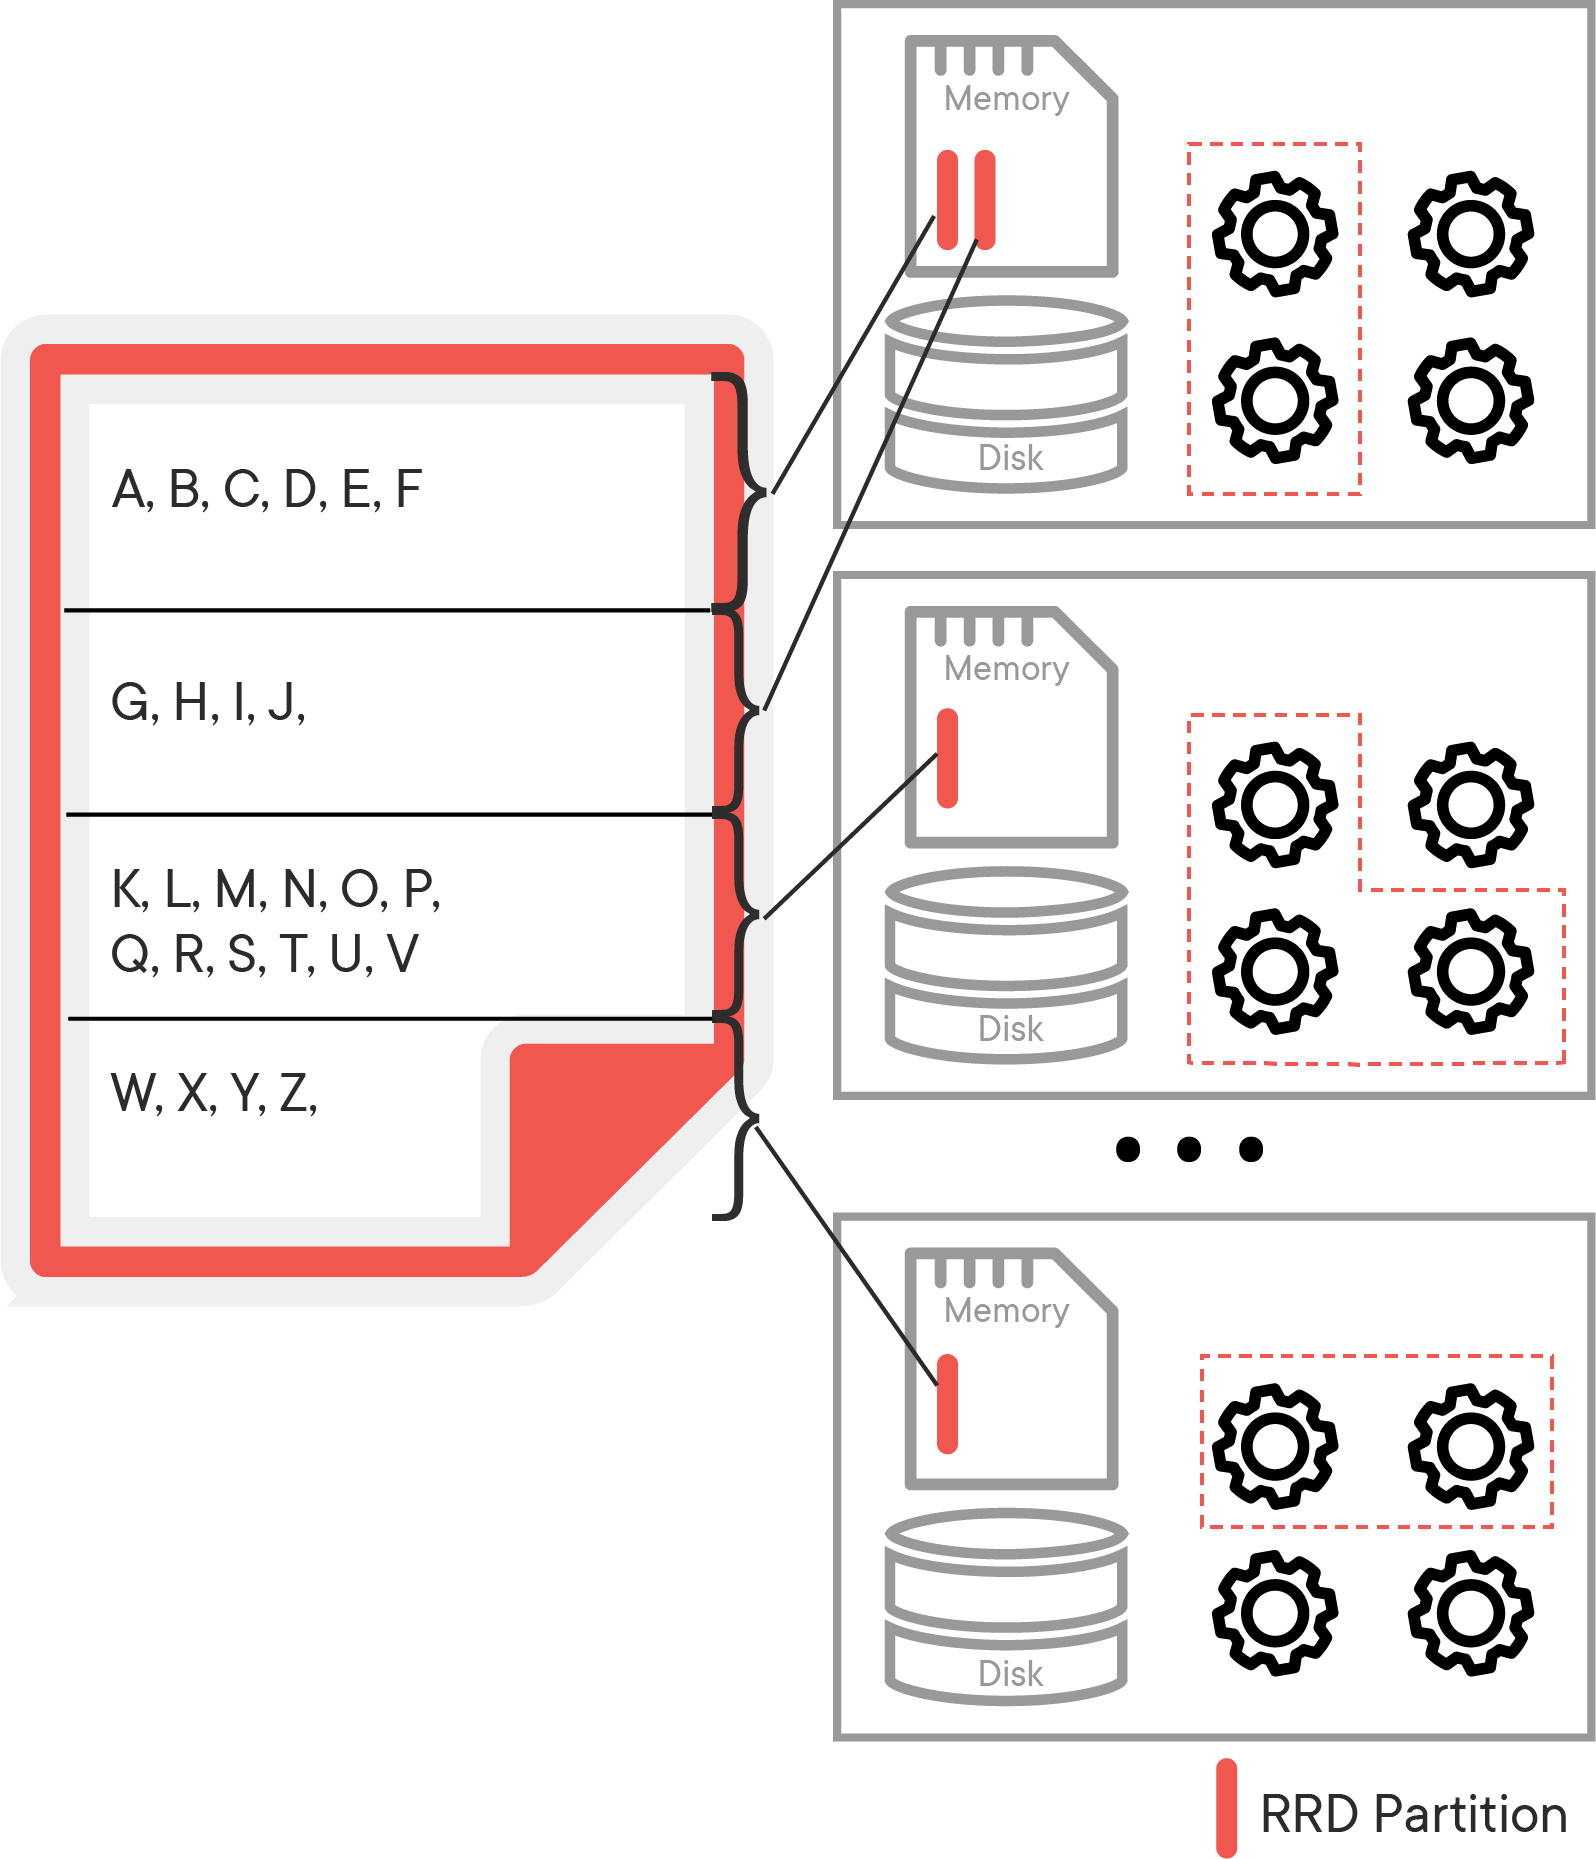 A, B, C, D, E, F
G, H, I, J,
K, L, M, N, O, P,
Q, R, S, T, U, V
W, X, Y, Z,
Memory
Disk
Memory
Disk
Memory
Disk
RRD Partition